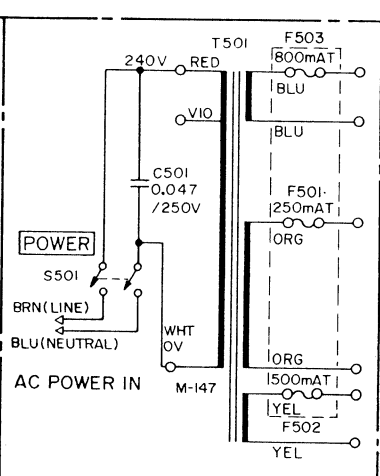 T501
F503
240V
RED
800mAT
BLU
VIO
BLU
C501
0.047
/250V
F501
250mAT
ORG
POWER
S501
BRN(LINE)
BLU(NEUTRAL)
WHT
0V
ORG
AC POWER IN
M-147
1500mAT
YEL
F502
YEL